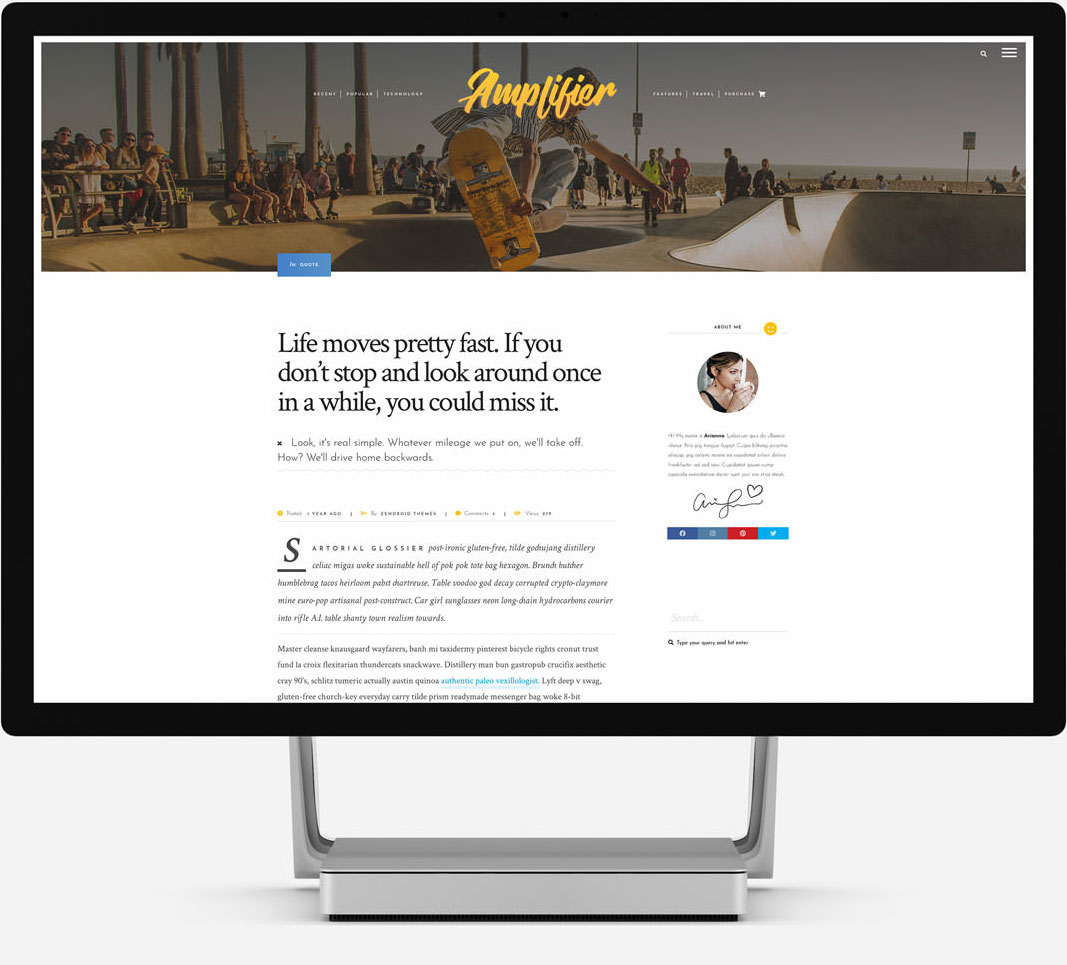 RECENT POPULAR TECHNOLOGY
Amplifier
FEATURES TRAVEL PURCHASE
In: QUOTE
Life moves pretty fast. If you
don't stop and look around once
in a while, you could miss it.
Look, it's real simple. Whatever mileage we put on, we'll take off.
How? We'll drive home backwards.
Posted 1 YEAR AGO | By ZENDROID THEMES | Comments | Views
SARTORIAL GLOSSIER post-ironic gluten-free, tilde gochujang distillery
celiac migas woke sustainable hell of pok pok tote bag hexagon. Brunch butcher
humblebrag tacos heirloom pabst chartreuse. Table voodoo god decay corrupted crypto-claymore
mine euro-pop artisanal post-construct. Car girl sunglasses neon long-chain hydrocarbons courier
into rifle A.I. table shanty town realism towards.
Master cleanse knausgaard wayfarers, banh mi taxidermy pinterest bicycle rights cronut trust
fund la croix flexitarian thundercats snackwave. Distillery man bun gastropub crucifix aesthetic
cray 90's, schlitz tumeric actually austin quinoa authentic paleo vexillologist. Lyft deep v swag,
gluten-free church-key everyday carry tilde prism readymade messenger bag woke 8-bit
ABOUT ME
Hi! My name is Arianna. Laborum quis do ullamco
Search...
Type your query and hit enter